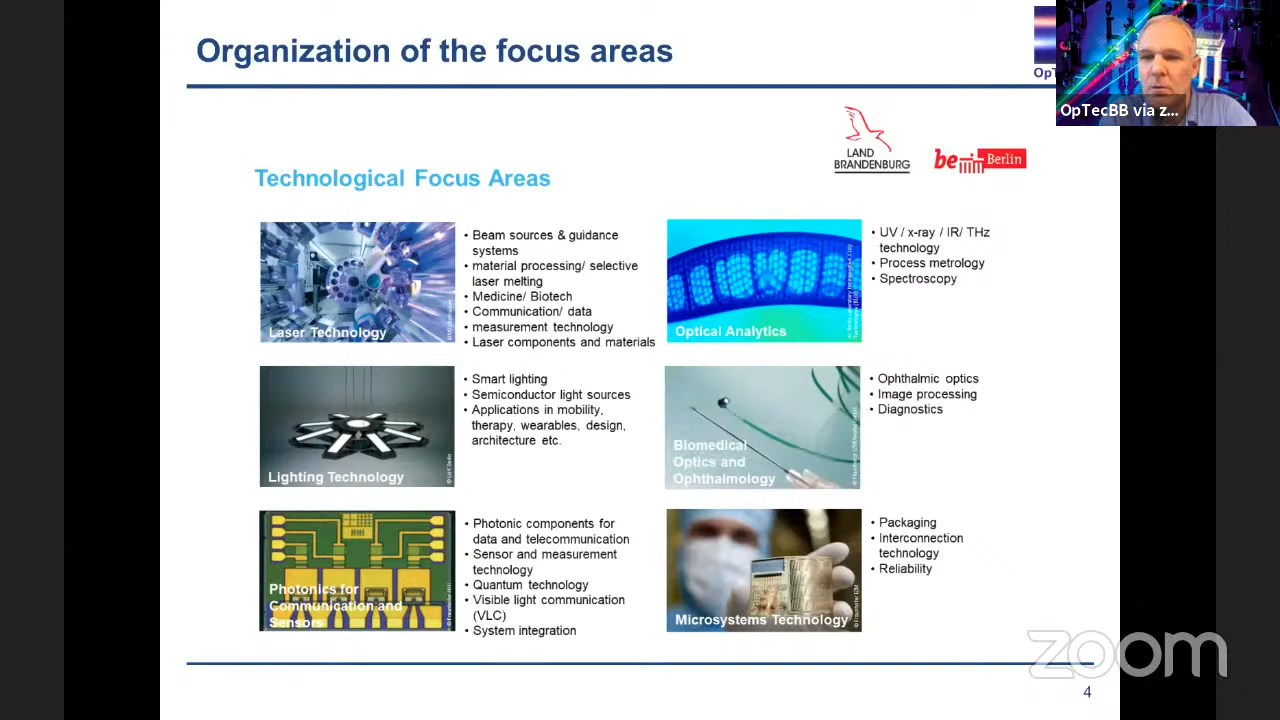 Organization of the focus areas
OpT
OpTecBB via z...
LAND
BRANDENBURG
be Berlin
Technological Focus Areas
• Beam sources & guidance
systems
• material processing/ selective
laser melting
• Medicine/ Biotech
• Communication/ data
• measurement technology
• Laser components and materials
Laser Technology
• UV / x-ray / IR/ THz
technology
• Process metrology
• Spectroscopy
Optical Analytics
• Smart lighting
• Semiconductor light sources
• Applications in mobility,
therapy, wearables, design,
architecture etc.
Lighting Technology
• Ophthalmic optics
• Image processing
• Diagnostics
Biomedical
Optics and
Ophthalmology
• Photonic components for
data and telecommunication
• Sensor and measurement
technology
• Quantum technology
• Visible light communication
(VLC)
• System integration
HHI
Photonics for
Communication and
Sensors
• Packaging
• Interconnection
technology
• Reliability
Microsystems Technology
zoom
4